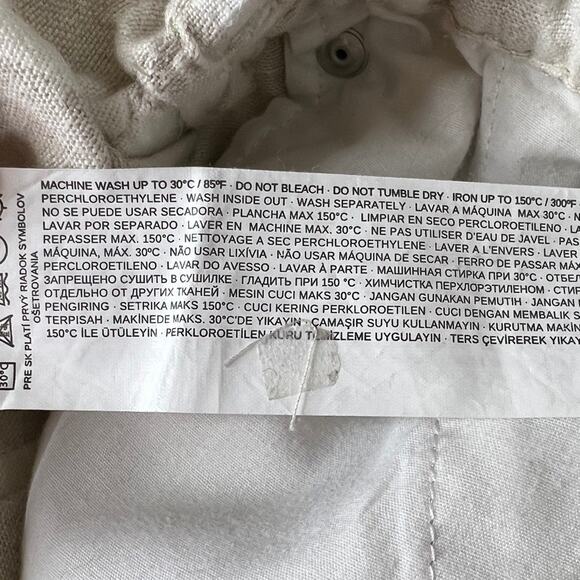 MACHINE WASH UP TO 30°C / 85ºF · DO NOT BLEACH · DO NOT TUMBLE DRY · IRON UP TO 150°C / 300ºF ·
PERCHLOROETHYLENE · WASH INSIDE OUT · WASH SEPARATELY · LAVAR A MÁQUINA MAX 30°C ·
NO SE PUEDE USAR SECADORA · PLANCHA MAX 150°C · LIMPIAR EN SECO PERCLOROETILENO ·
LAVAR POR SEPARADO · LAVER EN MACHINE MAX. 30°C · NE PAS UTILISER D'EAU DE JAVEL ·
REPASSER MAX. 150°C · NETTOYAGE A SEC PERCHLOROETHYLENE · LAVER A L'ENVERS · LAVER
MÁQUINA, MÁX. 30ºC · NÃO USAR LIXÍVIA · NÃO USAR MÁQUINA DE SECAR · FERRO DE PASSAR
PERCLOROETILENO · LAVAR DO AVESSO · LAVAR À PARTE · МАШИННАЯ СТИРКА ПРИ 30°C ·
ЗАПРЕЩЕНО СУШИТЬ В СУШИЛКЕ · ГЛАДИТЬ ПРИ 150 °C · ХИМЧИСТКА ПЕРХЛОРЭТИЛЕНОМ ·
ОТДЕЛЬНО ОТ ДРУГИХ ТКАНЕЙ · MESIN CUCI MAKS 30°C · JANGAN GUNAKAN PEMUTIH · JANGAN
PENGIRING · SETRIKA MAKS 150°C · CUCI KERING PERKLOROETILEN · CUCI DENGAN MEMBALIK
TERPISAH · MAKİNEDE MAKS. 30°C'DE YIKAYIN · ÇAMAŞIR SUYU KULLANMAYIN · KURUTMA
150°C İLE ÜTÜLEYİN · PERKLOROETİLEN KURU TEMİZLEME UYGULAYIN · TERS ÇEVİREREK
PRE SK PLATÍ PRVÝ RIADOK SYMBOLOV
OŠETROVANIA
30°C